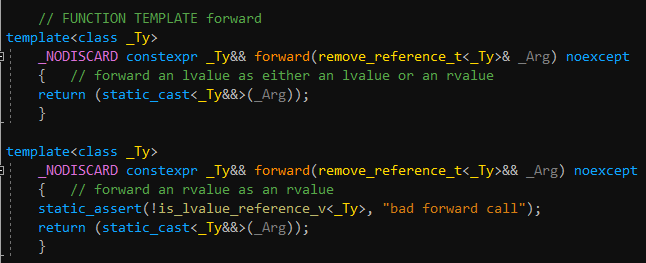 // FUNCTION TEMPLATE forward
template<class _Ty>
_NODISCARD constexpr _Ty&& forward(remove_reference_t<_Ty>& _Arg) noexcept
{ // forward an lvalue as either an lvalue or an rvalue
return (static_cast<_Ty&&>(_Arg));
}
template<class _Ty>
_NODISCARD constexpr _Ty&& forward(remove_reference_t<_Ty>&& _Arg) noexcept
{ // forward an rvalue as an rvalue
static_assert(!is_lvalue_reference_v<_Ty>, "bad forward call");
return (static_cast<_Ty&&>(_Arg));
}